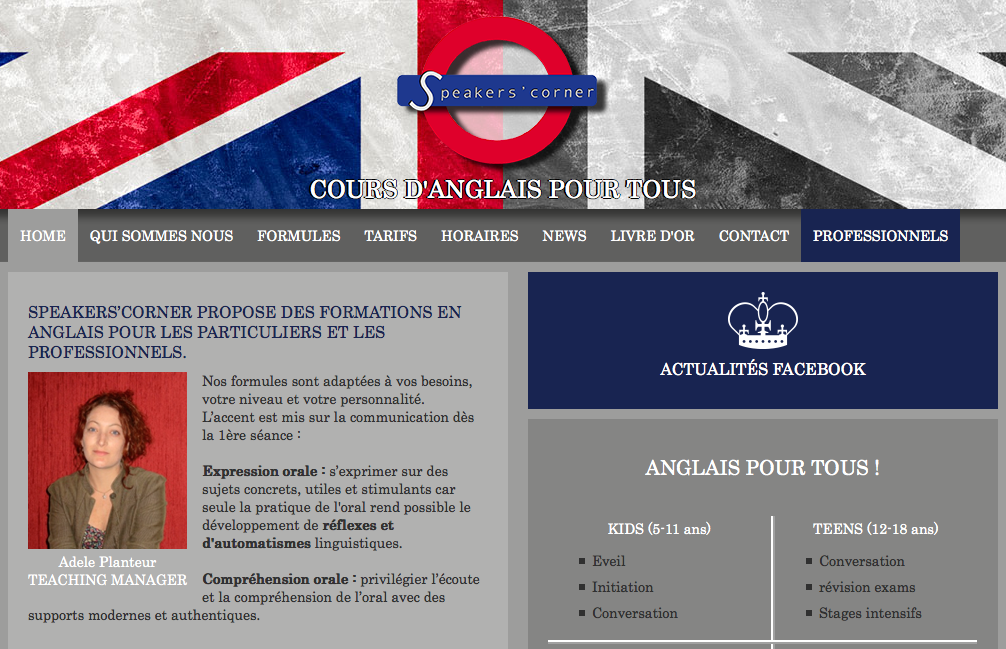 Speakers'corner
COURS D'ANGLAIS POUR TOUS
HOME QUI SOMMES NOUS FORMULES TARIFS HORAIRES NEWS LIVRE D'OR CONTACT PROFESSIONNELS
SPEAKERS’CORNER PROPOSE DES FORMATIONS EN
ANGLAIS POUR LES PARTICULIERS ET LES
PROFESSIONNELS.
Nos formules sont adaptées à vos besoins,
votre niveau et votre personnalité.
L’accent est mis sur la communication dès
la 1ère séance :
Expression orale : s’exprimer sur des
sujets concrets, utiles et stimulants car
seule la pratique de l'oral rend possible le
développement de réflexes et
d’automatismes linguistiques.
Adele Planteur
TEACHING MANAGER
Compréhension orale : privilégier l’écoute
et la compréhension de l’oral avec des
supports modernes et authentiques.
ACTUALITÉS FACEBOOK
ANGLAIS POUR TOUS !
KIDS (5-11 ans)
Eveil
Initiation
Conversation
TEENS (12-18 ans)
Conversation
révision exams
Stages intensifs